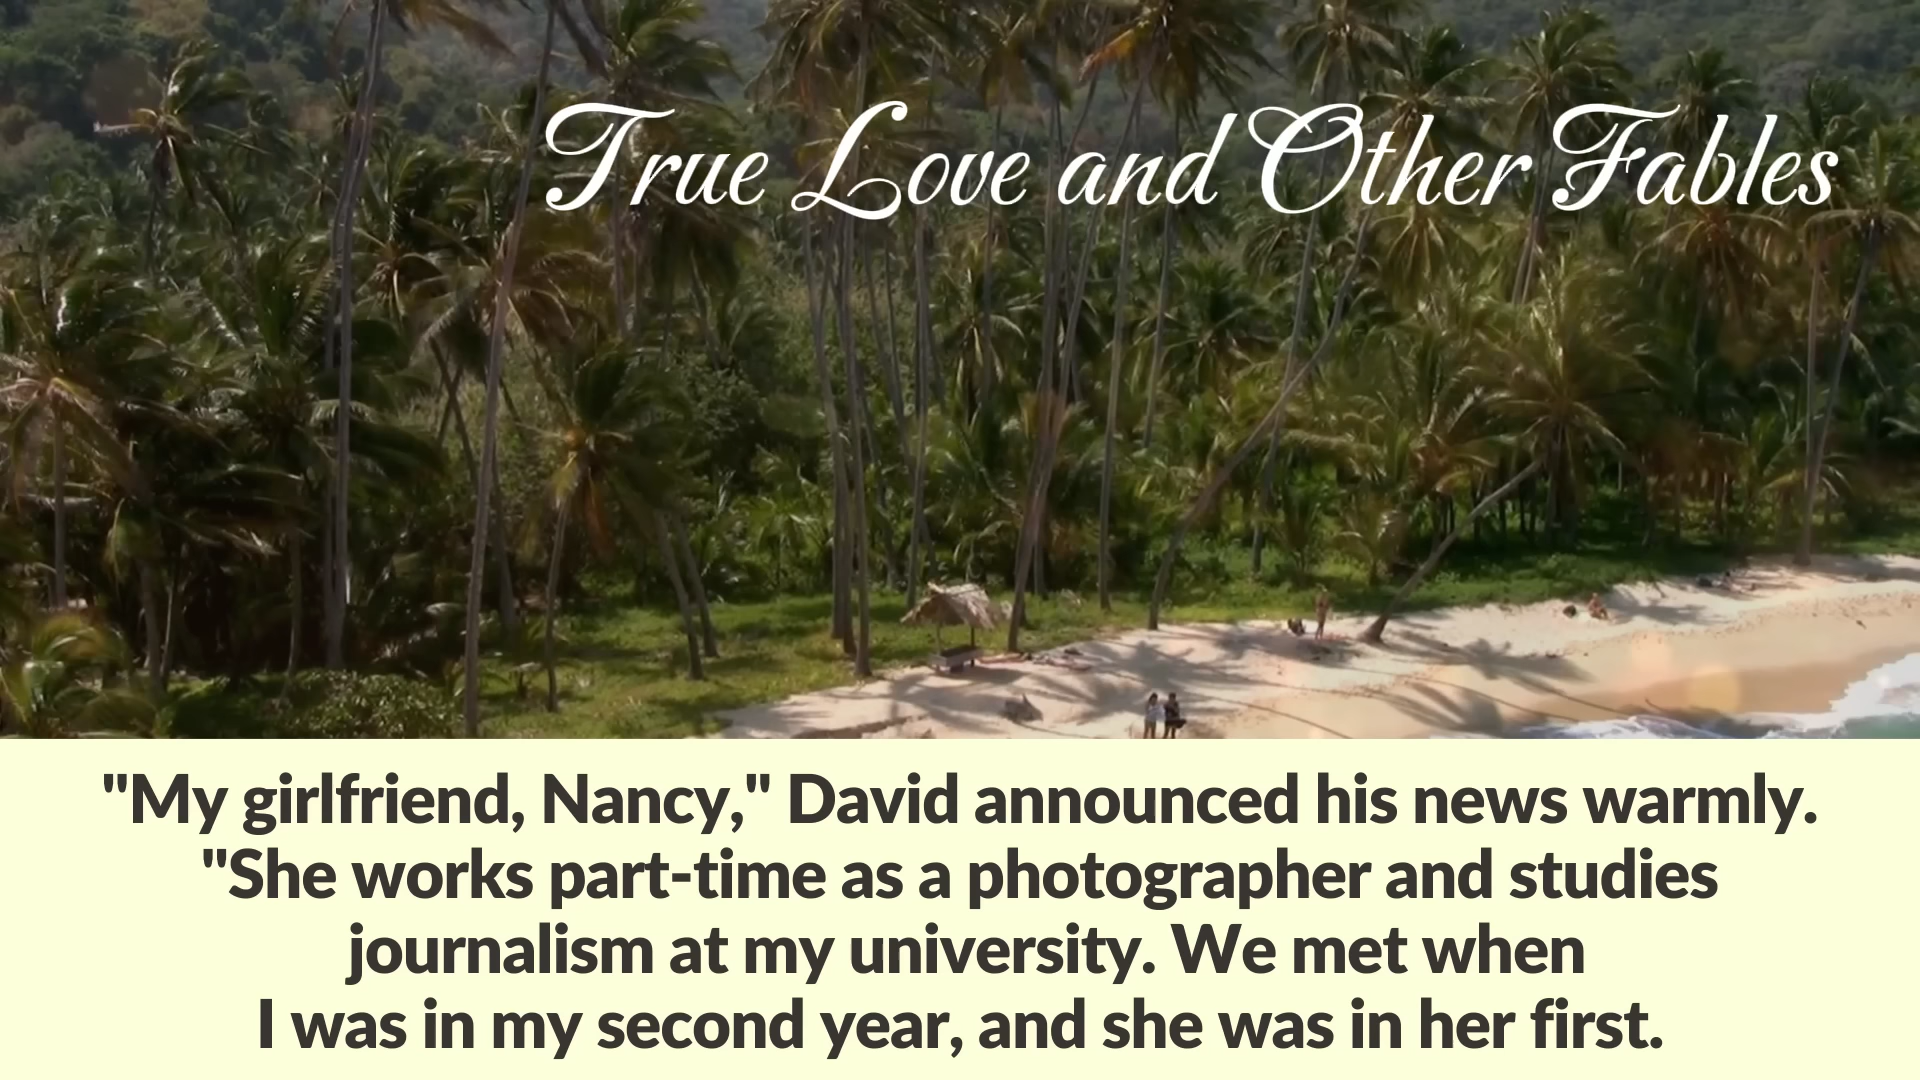 True Love and Other Fables
"My girlfriend, Nancy," David announced his news warmly.
"She works part-time as a photographer and studies
journalism at my university. We met when
I was in my second year, and she was in her first.